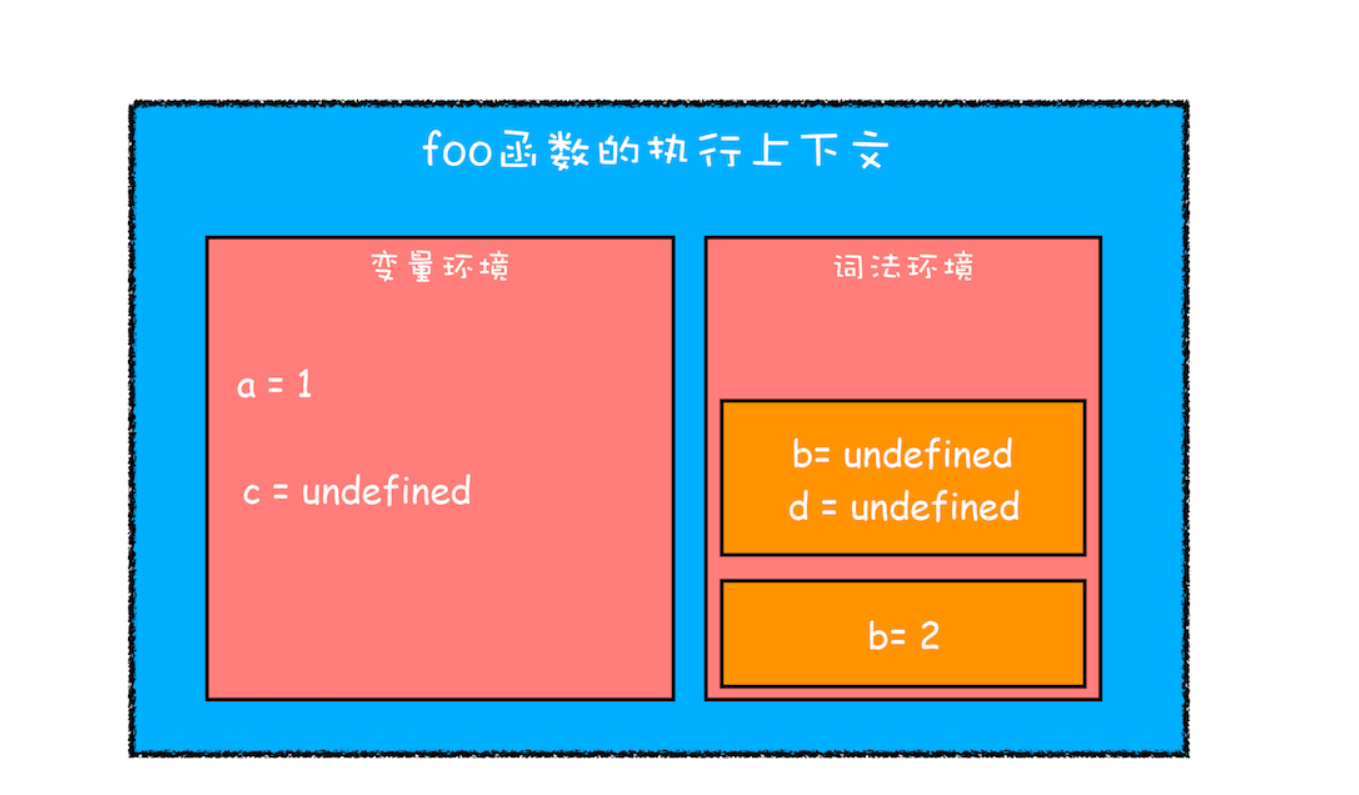 foo函数的执行上下文
变量环境
a = 1
c = undefined
词法环境
b= undefined
d = undefined
b= 2